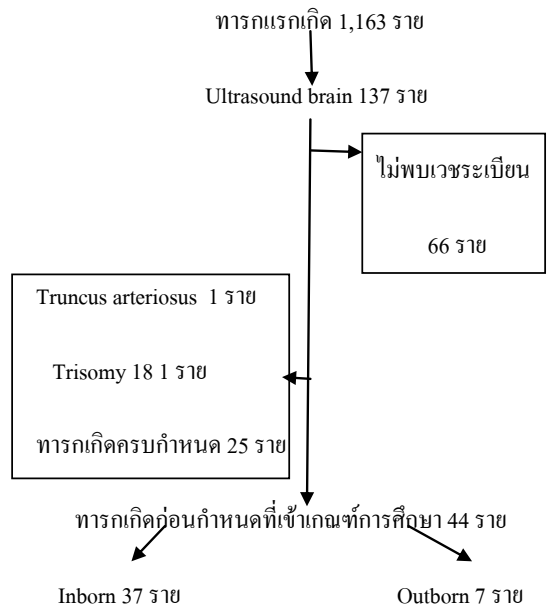 ทารกแรกเกิด 1,163 ราย
Ultrasound brain 137 ราย
ไม่พบเวชระเบียน
66 ราย
Truncus arteriosus 1 ราย
Trisomy 18 1 ราย
ทารกเกิดครบกำหนด 25 ราย
ทารกเกิดก่อนกำหนดที่เข้าเกณฑ์การศึกษา 44 ราย
Inborn 37 ราย
Outborn 7 ราย